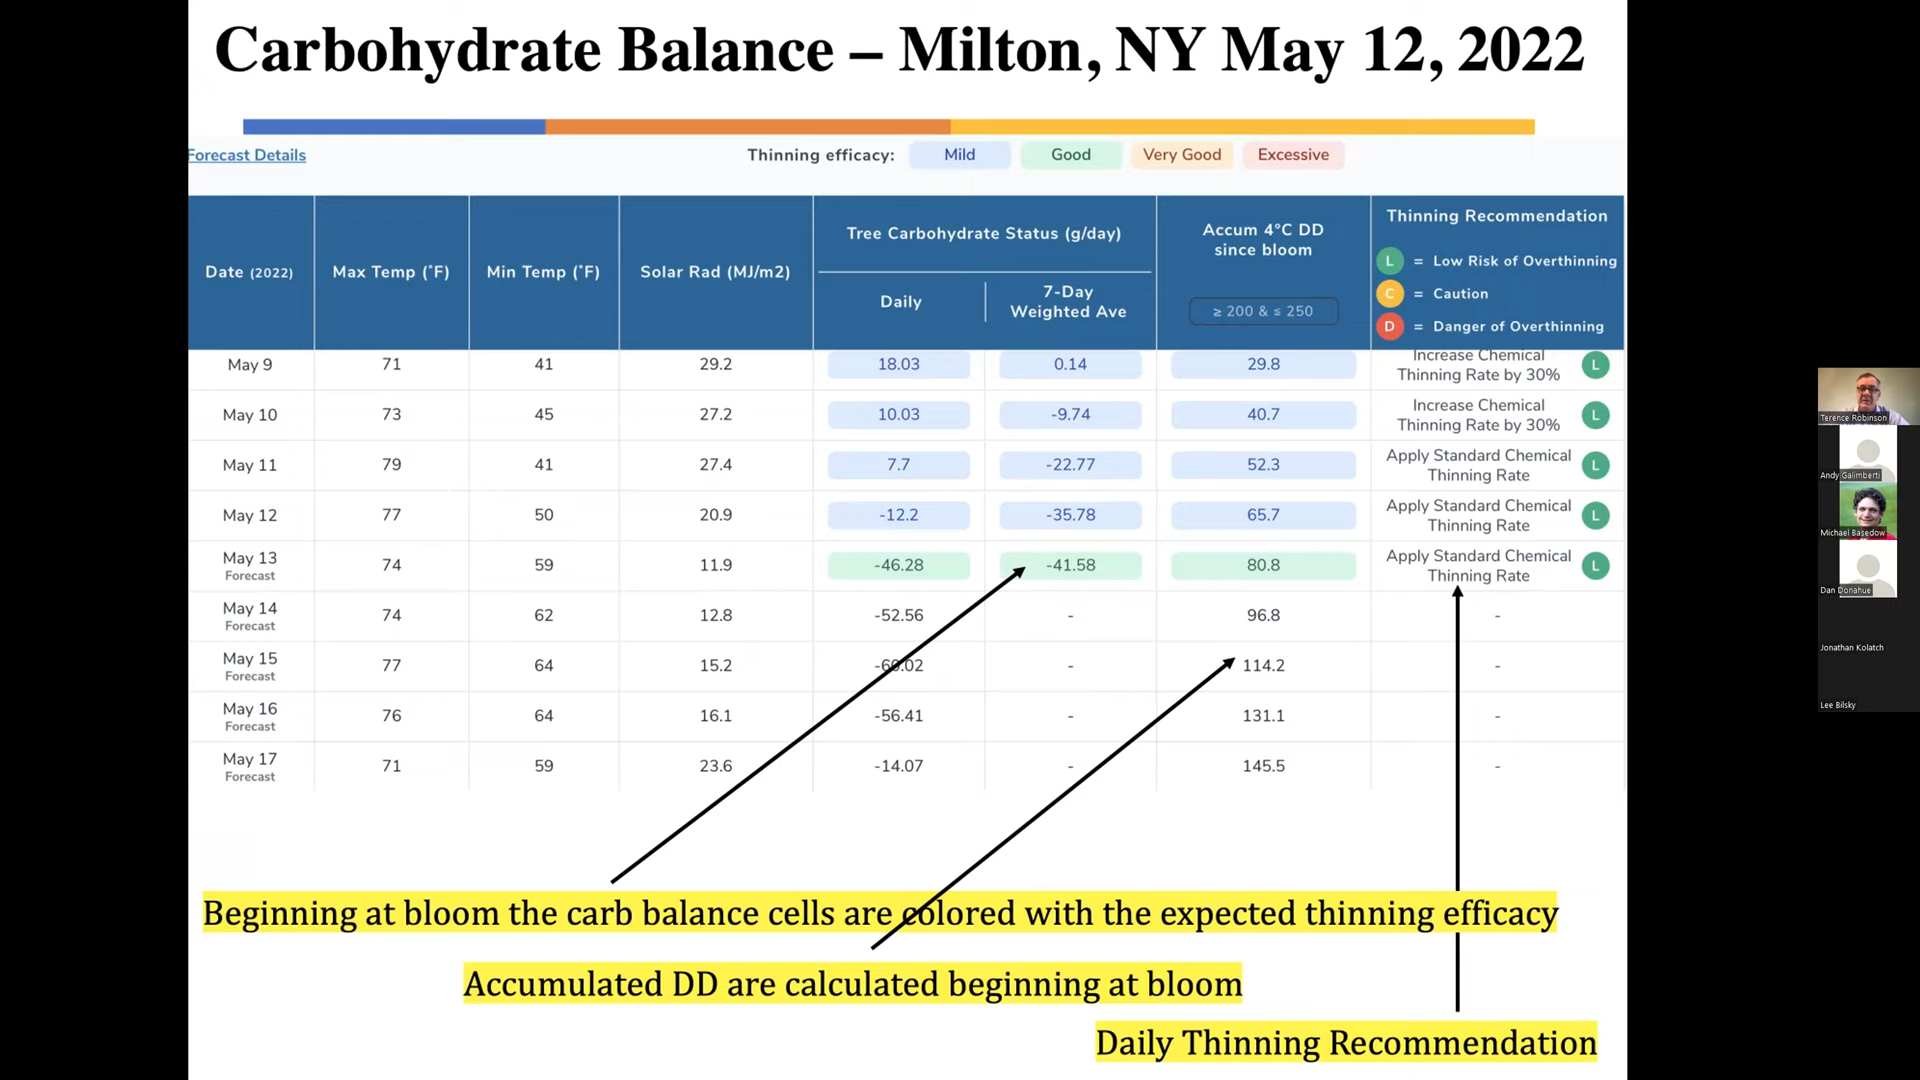 Carbohydrate Balance – Milton, NY May 12, 2022
Forecast Details
Thinning efficacy: Mild Good Very Good Excessive
Date (2022) Max Temp (˚F) Min Temp (˚F) Solar Rad (MJ/m2)
Tree Carbohydrate Status (g/day)
Daily
7-Day
Weighted Ave
Accum 4°C DD
since bloom
≥ 200 & ≤ 250
Thinning Recommendation
L = Low Risk of Overthinning
C = Caution
D = Danger of Overthinning
May 9 71 41 29.2 18.03 0.14 29.8 Increase Chemical
Thinning Rate by 30% L
May 10 73 45 27.2 10.03 -9.74 40.7 Increase Chemical
Thinning Rate by 30% L
May 11 79 41 27.4 7.7 -22.77 52.3 Apply Standard Chemical
Thinning Rate L
May 12 77 50 20.9 -12.2 -35.78 65.7 Apply Standard Chemical
Thinning Rate L
May 13 74 59 11.9 -46.28 -41.58 80.8 Apply Standard Chemical
Forecast Thinning Rate L
May 14 74 62 12.8 -52.56 - 96.8 -
Forecast
May 15 77 64 15.2 -60.02 - 114.2 -
Forecast
May 16 76 64 16.1 -56.41 - 131.1 -
Forecast
May 17 71 59 23.6 -14.07 - 145.5 -
Forecast
Beginning at bloom the carb balance cells are colored with the expected thinning efficacy
Accumulated DD are calculated beginning at bloom
Daily Thinning Recommendation
Terence Robinson
Andy Galimberti
Michael Basedow
Dan Donahue
Jonathan Kolatch
Lee Bilsky